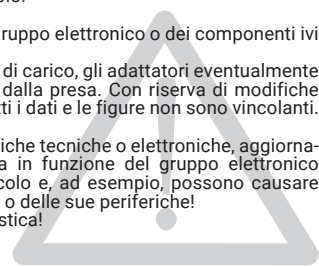 ruppo elettronico o dei componenti ivi
di carico, gli adattatori eventualmente
dalla presa. Con riserva di modifiche
ti i dati e le figure non sono vincolanti.
fiche tecniche o elettroniche, aggiorna-
a in funzione del gruppo elettronico
colo e, ad esempio, possono causare
o delle sue periferiche!
stica!